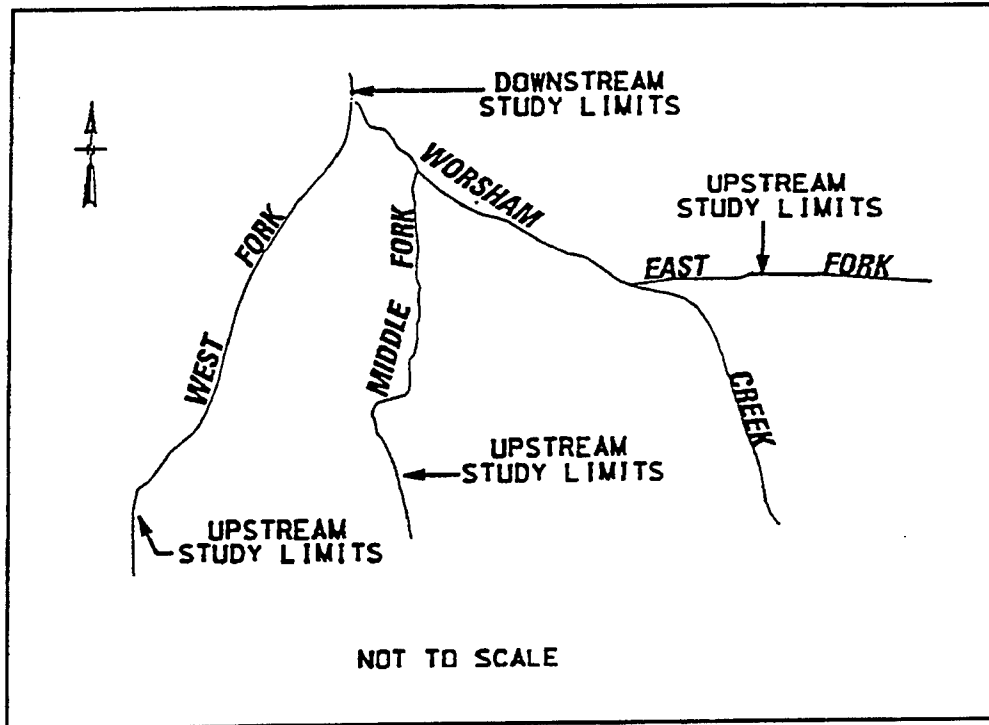 DOWNSTREAM
STUDY LIMITS
WORSHAM
UPSTREAM
STUDY LIMITS
WEST FORK
MIDDLE FORK
EAST FORK
CREEK
UPSTREAM
STUDY LIMITS
UPSTREAM
STUDY LIMITS
NOT TO SCALE